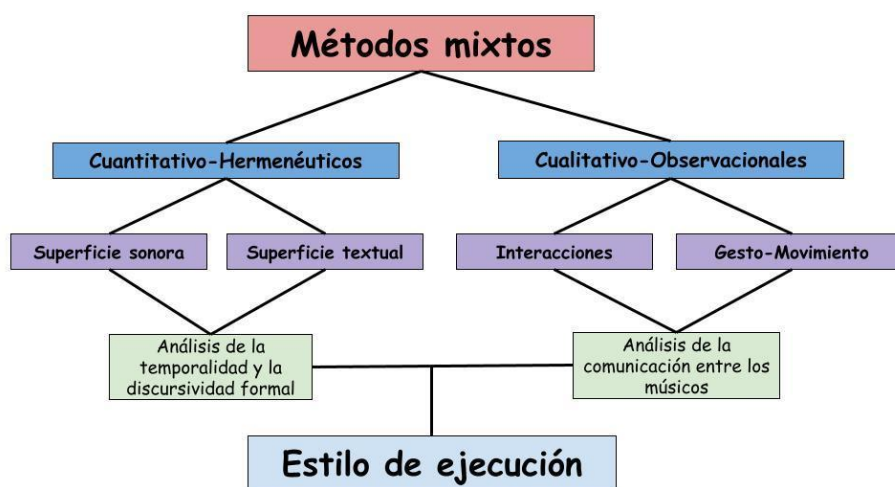 Métodos mixtos
Cuantitativo-Hermenéuticos
Cualitativo-Observacionales
Superficie sonora
Superficie textual
Interacciones
Gesto-Movimiento
Análisis de la
temporalidad y la
discursividad formal
Análisis de la
comunicación entre los
músicos
Estilo de ejecución